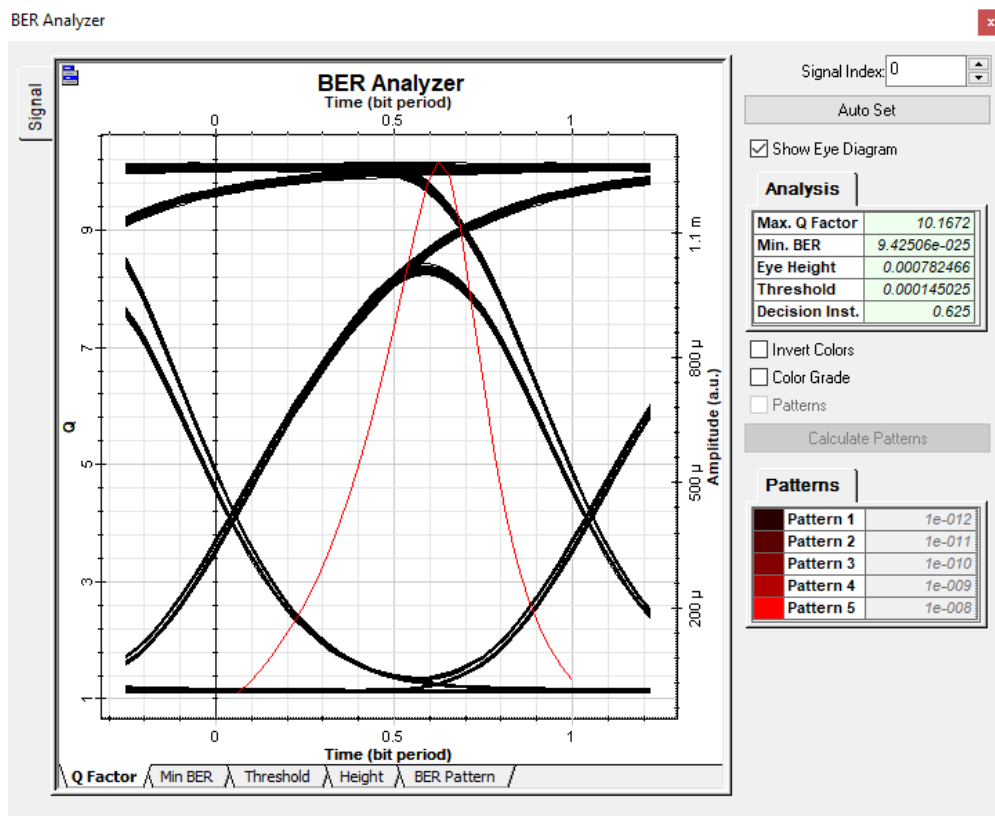 BER Analyzer
x
Signal
BER Analyzer
Time (bit period)
0 0.5 1
9
7
5
3
1
Q
1.1 m
800 µ
500 µ
200 µ
Amplitude (a.u.)
0 0.5 1
Time (bit period)
Q Factor Min BER Threshold Height BER Pattern
Signal Index: 0
Auto Set
Show Eye Diagram
Analysis
Max. Q Factor 10.1672
Min. BER 9.42506e-025
Eye Height 0.000782466
Threshold 0.000145025
Decision Inst. 0.625
Invert Colors
Color Grade
Patterns
Calculate Patterns
Patterns
Pattern 1 1e-012
Pattern 2 1e-011
Pattern 3 1e-010
Pattern 4 1e-009
Pattern 5 1e-008